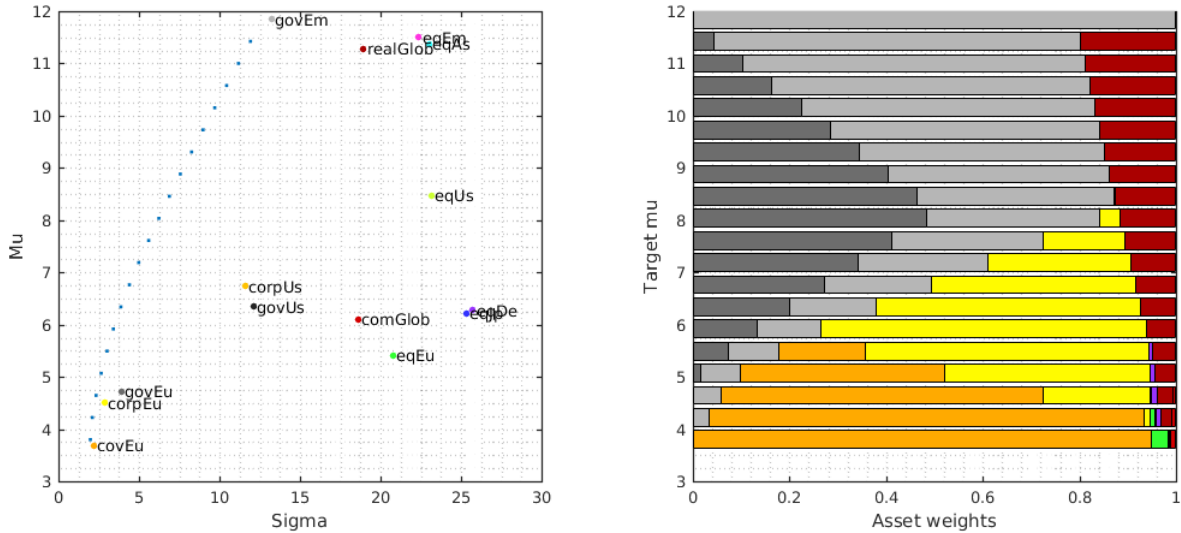 12
11
10
9
8
7
6
5
4
3
Mu
0
5
10
15
20
25
30
Sigma
govEm
eqEm
eqAs
realGlob
eqUs
corpUs
govUs
comGlob
eqDe
eqJp
eqEu
govEu
corpEu
covEu
12
11
10
9
8
7
6
5
4
3
Target mu
0
0.2
0.4
0.6
0.8
1
Asset weights